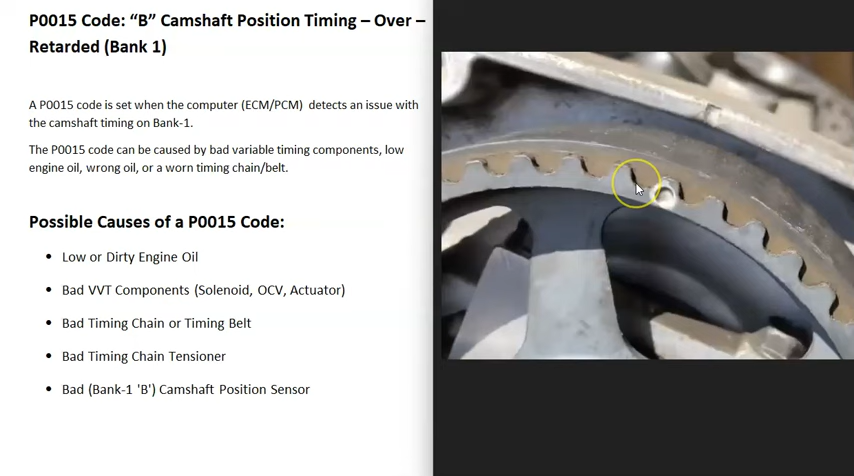 P0015 Code: “B” Camshaft Position Timing – Over –
Retarded (Bank 1)
A P0015 code is set when the computer (ECM/PCM)  detects an issue with
the camshaft timing on Bank-1.
The P0015 code can be caused by bad variable timing components, low
engine oil, wrong oil, or a worn timing chain/belt.
Possible Causes of a P0015 Code:
• Low or Dirty Engine Oil
• Bad VVT Components (Solenoid, OCV, Actuator)
• Bad Timing Chain or Timing Belt
• Bad Timing Chain Tensioner
• Bad (Bank-1 'B') Camshaft Position Sensor